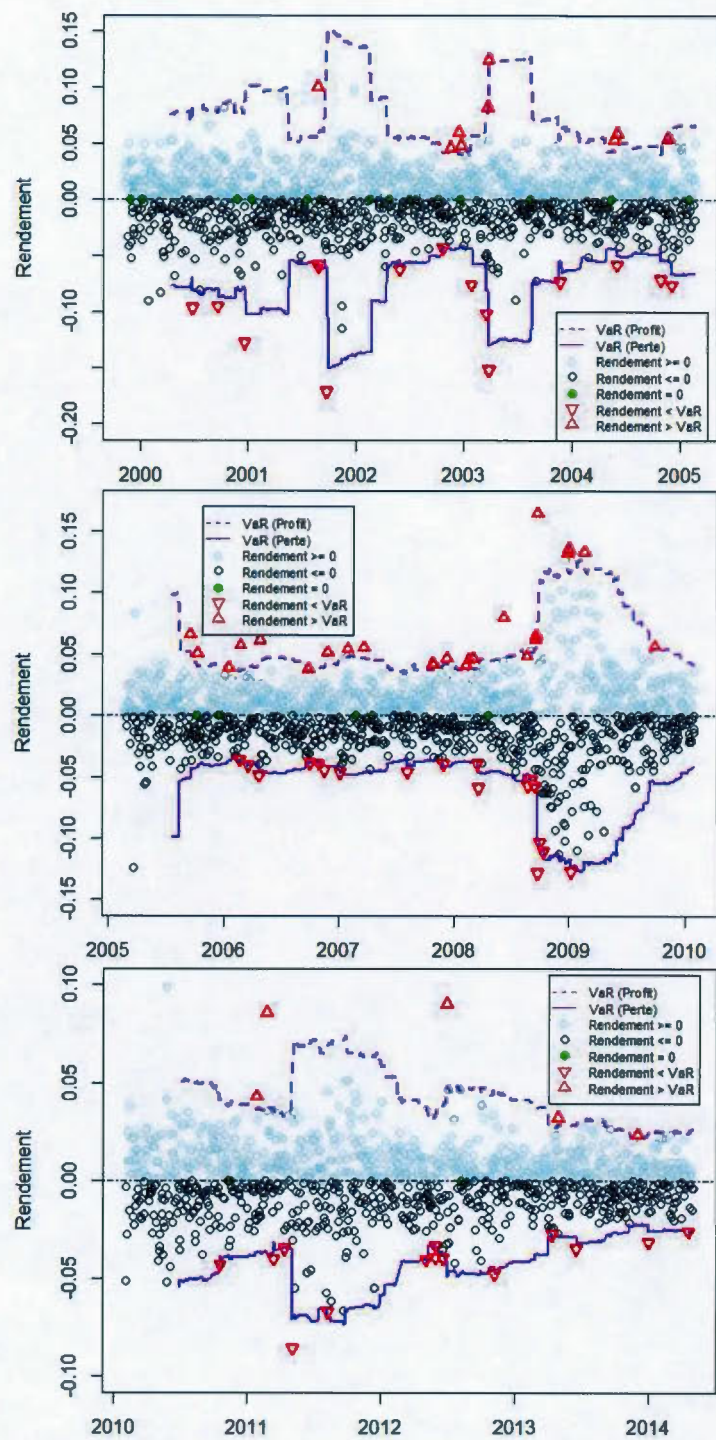 0.15
0.10
0.05
0.00
-0.10
-0.20
Rendement
VaR (Profit)
VaR (Perte)
Rendement >= 0
Rendement <= 0
Rendement = 0
Rendement < VaR
Rendement > VaR
2000 2001 2002 2003 2004 2005
0.15
0.10
0.05
0.00
-0.05
-0.10
-0.15
Rendement
VaR (Profit)
VaR (Perte)
Rendement >= 0
Rendement <= 0
Rendement = 0
Rendement < VaR
Rendement > VaR
2005 2006 2007 2008 2009 2010
0.10
0.05
0.00
-0.05
-0.10
Rendement
VaR (Profit)
VaR (Perte)
Rendement >= 0
Rendement <= 0
Rendement = 0
Rendement < VaR
Rendement > VaR
2010 2011 2012 2013 2014